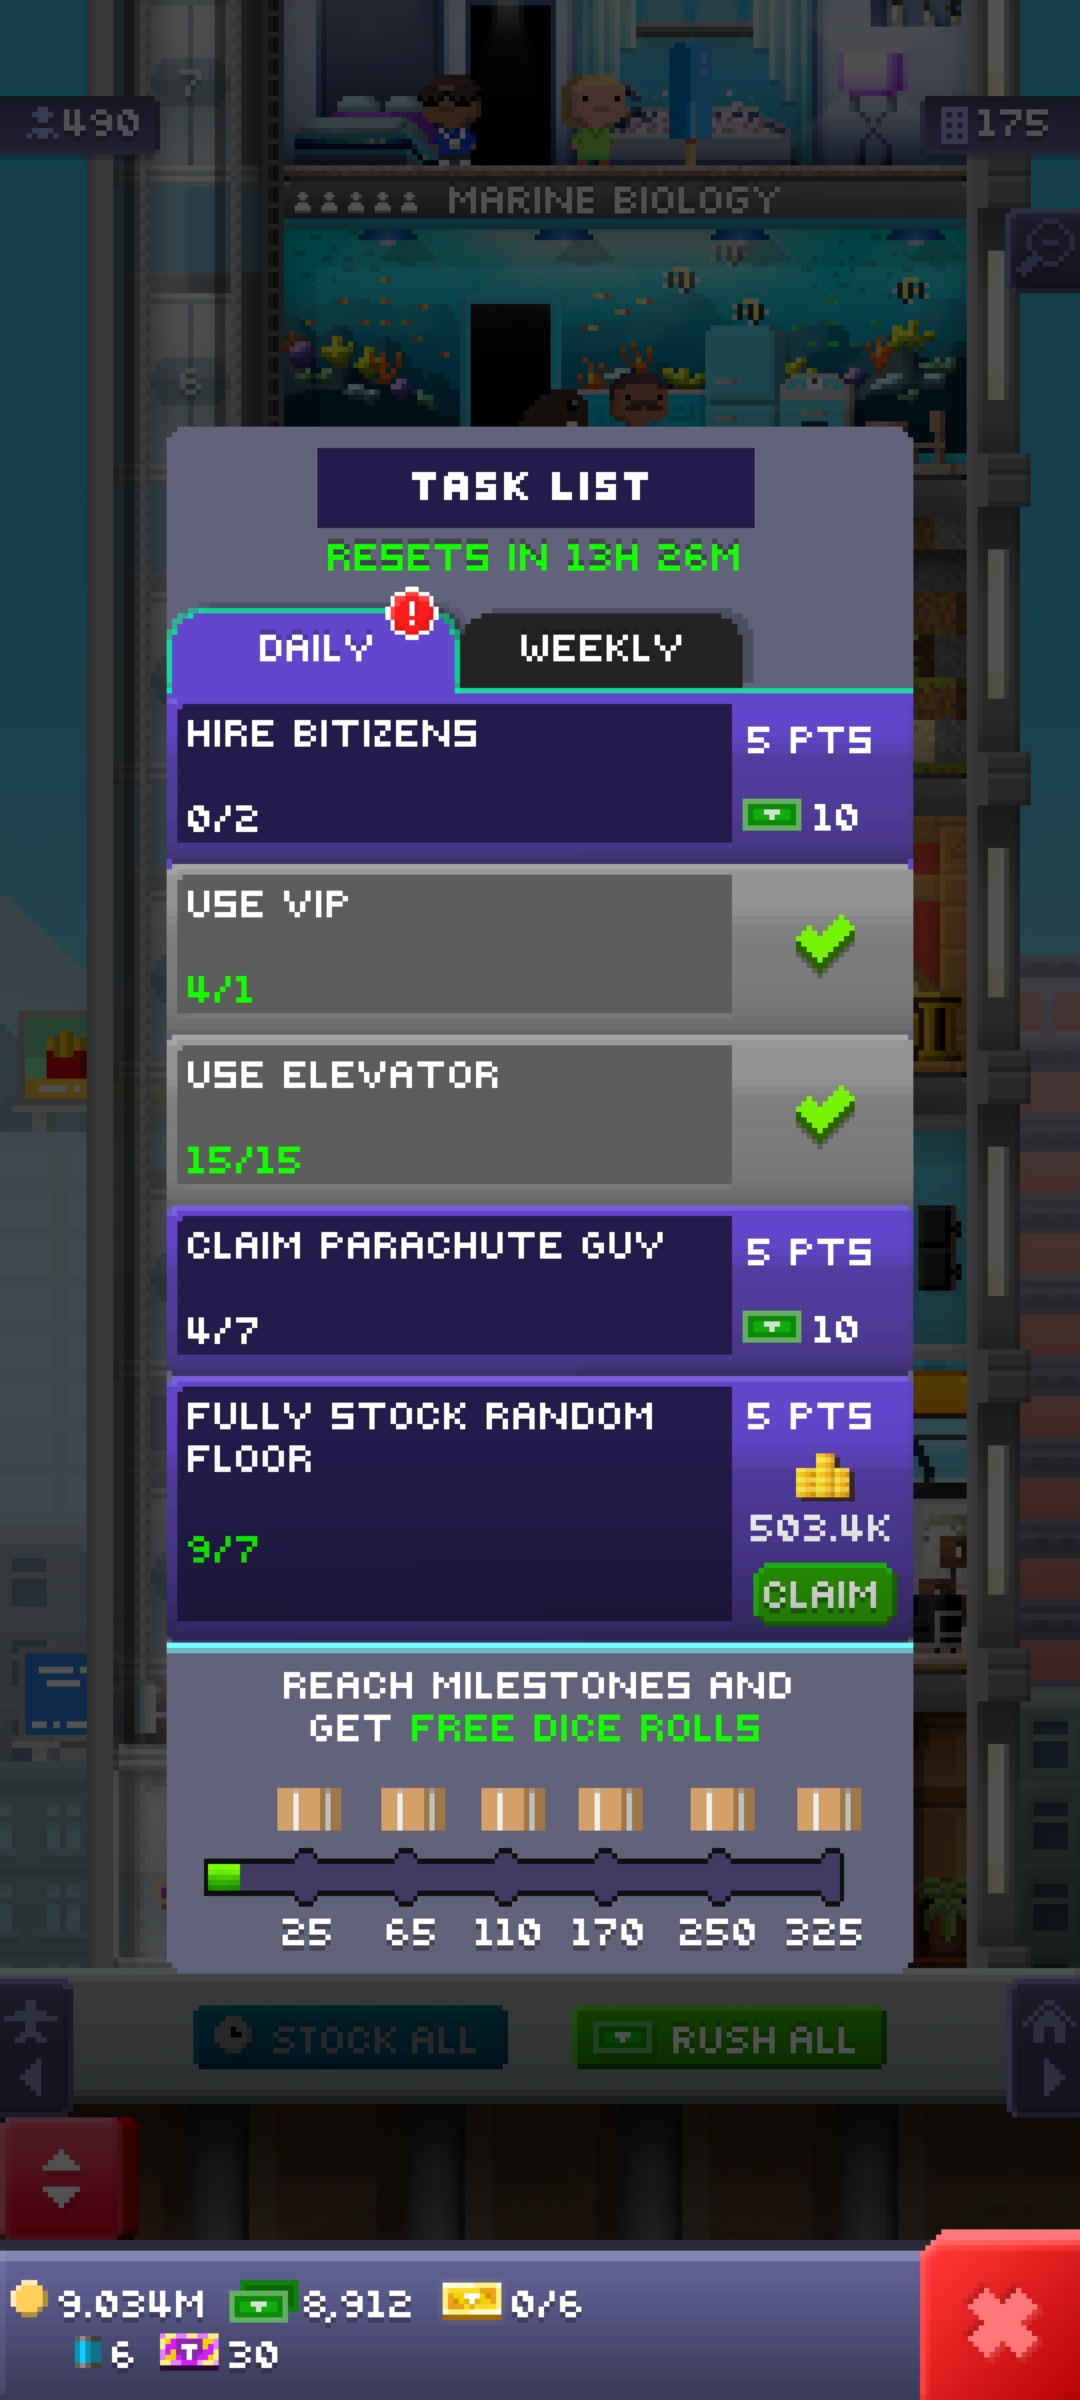 7
490
175
MARINE BIOLOGY
6
TASK LIST
RESETS IN 13H 26M
!
DAILY
WEEKLY
HIRE BITIZENS
5 PTS
0/2
10
USE VIP
4/1
USE ELEVATOR
15/15
CLAIM PARACHUTE GUY
5 PTS
4/7
10
FULLY STOCK RANDOM
FLOOR
5 PTS
503.4K
9/7
CLAIM
REACH MILESTONES AND
GET FREE DICE ROLLS
25 65 110 170 250 325
STOCK ALL
RUSH ALL
9.034M 8,912 0/6
6 T 30